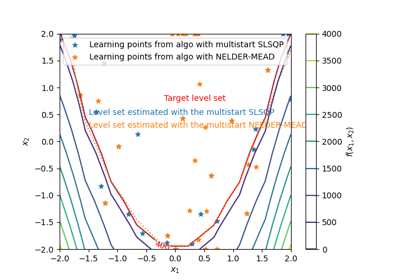 2.0
1.5
1.0
0.5
0.0
−0.5
−1.0
−1.5
−2.0
x₂
Learning points from algo with multistart SLSQP
Learning points from algo with NELDER-MEAD
Target level set
Level set estimated with multistart SLSQP
Level set estimated with NELDER-MEAD
−2.0 −1.5 −1.0 −0.5 0.0 0.5 1.0 1.5 2.0
x₁
4000
3500
3000
2500
2000
1500
1000
500
0
f(x₁, x₂)